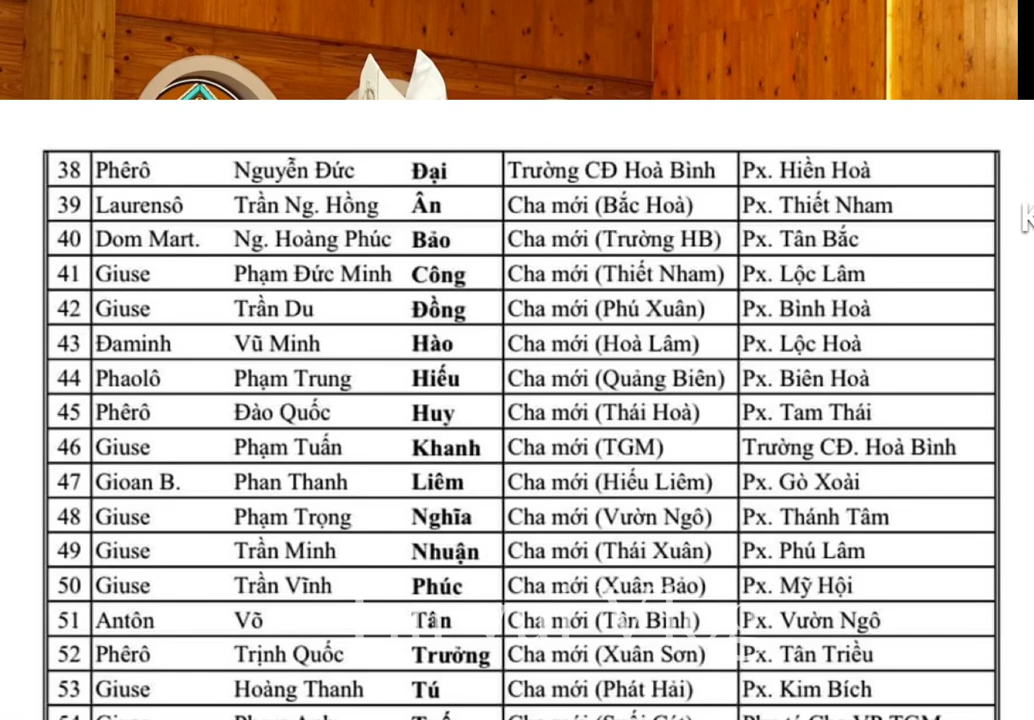 38 Phêrô Nguyễn Đức Đại Trường CĐ Hoà Bình Px. Hiền Hoà
39 Laurensô Trần Ng. Hồng Ân Cha mới (Bắc Hoà) Px. Thiết Nham
40 Dom Mart. Ng. Hoàng Phúc Bảo Cha mới (Trường HB) Px. Tân Bắc
41 Giuse Phạm Đức Minh Công Cha mới (Thiết Nham) Px. Lộc Lâm
42 Giuse Trần Du Đồng Cha mới (Phú Xuân) Px. Bình Hoà
43 Đaminh Vũ Minh Hào Cha mới (Hoà Lâm) Px. Lộc Hoà
44 Phaolô Phạm Trung Hiếu Cha mới (Quảng Biên) Px. Biên Hoà
45 Phêrô Đào Quốc Huy Cha mới (Thái Hoà) Px. Tam Thái
46 Giuse Phạm Tuấn Khanh Cha mới (TGM) Trường CĐ. Hoà Bình
47 Gioan B. Phan Thanh Liêm Cha mới (Hiếu Liêm) Px. Gò Xoài
48 Giuse Phạm Trọng Nghĩa Cha mới (Vườn Ngô) Px. Thánh Tâm
49 Giuse Trần Minh Nhuận Cha mới (Thái Xuân) Px. Phú Lâm
50 Giuse Trần Vĩnh Phúc Cha mới (Xuân Bảo) Px. Mỹ Hội
51 Antôn Võ Tân Cha mới (Tân Bình) Px. Vườn Ngô
52 Phêrô Trịnh Quốc Trưởng Cha mới (Xuân Sơn) Px. Tân Triều
53 Giuse Hoàng Thanh Tú Cha mới (Phát Hải) Px. Kim Bích